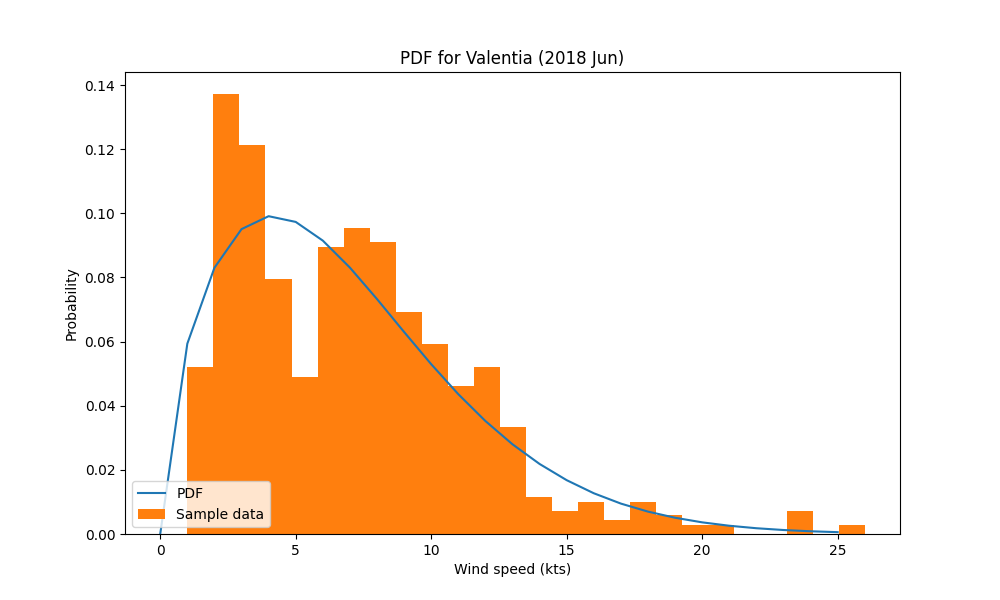 PDF for Valentia (2018 Jun)
0.14
0.12
0.10
0.08
0.06
0.04
0.02
0.00
Probability
PDF
Sample data
0 5 10 15 20 25
Wind speed (kts)